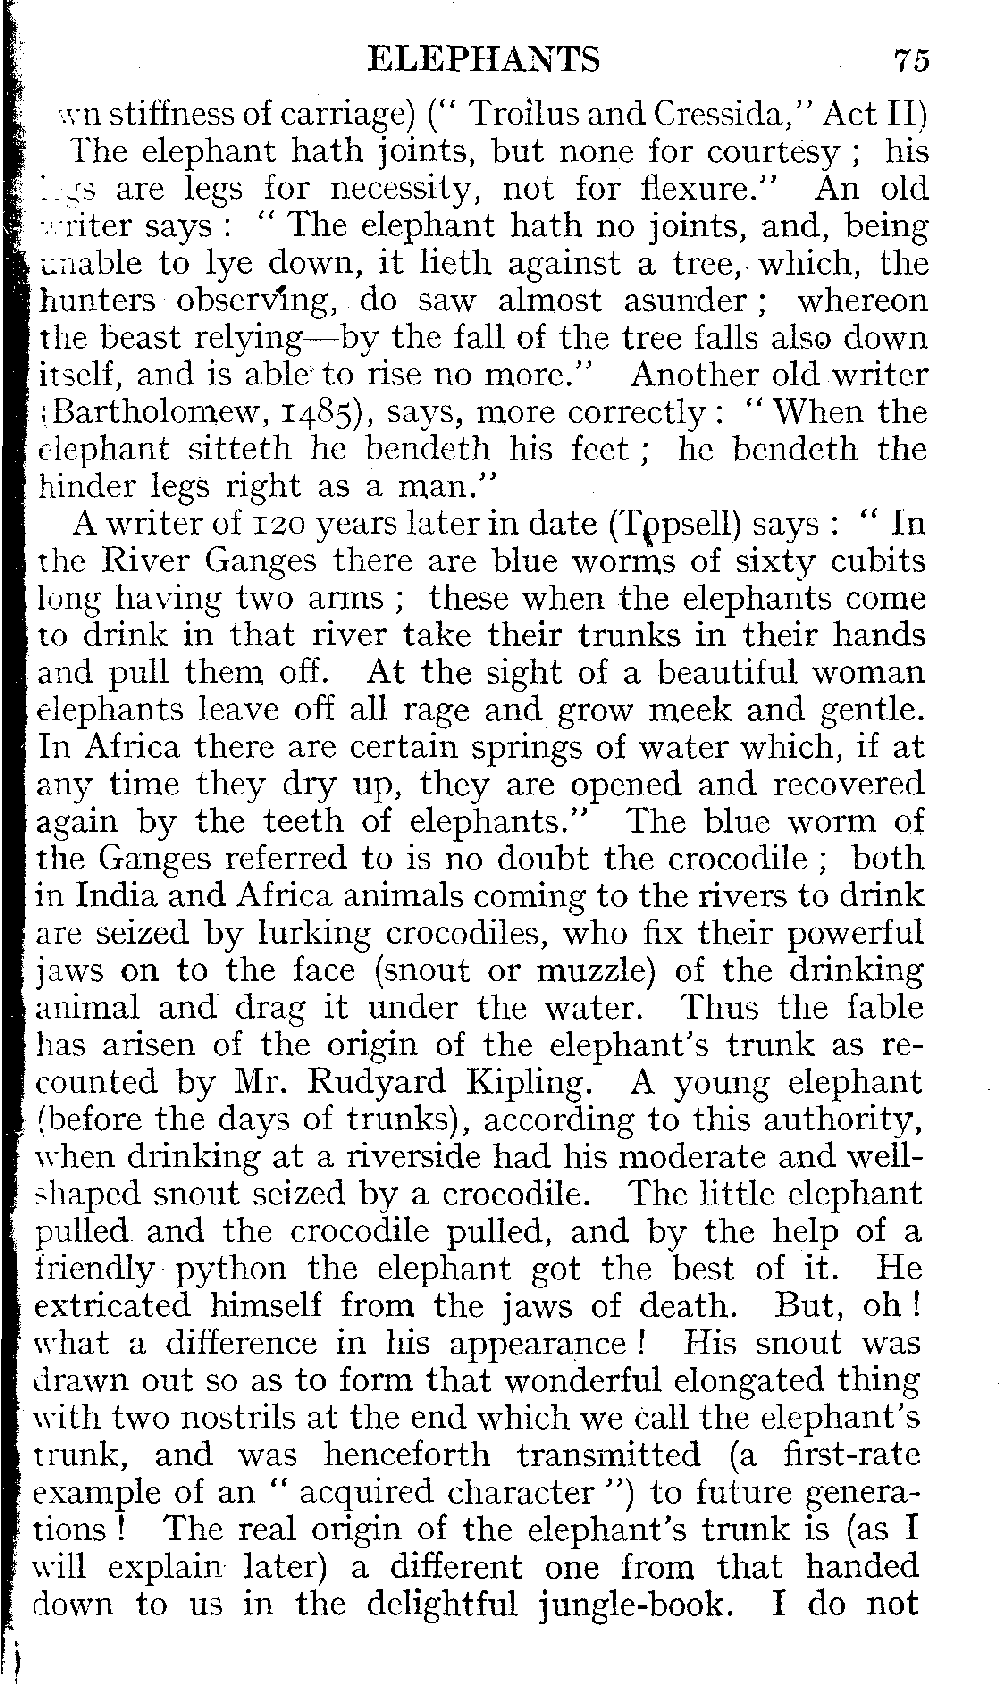 ELEPHANTS 75
wn stiffness of carriage) (“ Troilus and Cressida,” Act II)
The elephant hath joints, but none for courtesy ; his
legs are legs for necessity, not for flexure.” An old
writer says : “ The elephant hath no joints, and, being
unable to lye down, it lieth against a tree, which, the
hunters observing, do saw almost asunder ; whereon
the beast relying—by the fall of the tree falls also down
itself, and is able to rise no more.” Another old writer
(Bartholomew, 1485), says, more correctly : “ When the
elephant sitteth he bendeth his feet ; he bendeth the
hinder legs right as a man.”
A writer of 120 years later in date (Topsell) says : “ In
the River Ganges there are blue worms of sixty cubits
long having two arms ; these when the elephants come
to drink in that river take their trunks in their hands
and pull them off. At the sight of a beautiful woman
elephants leave off all rage and grow meek and gentle.
In Africa there are certain springs of water which, if at
any time they dry up, they are opened and recovered
again by the teeth of elephants.” The blue worm of
the Ganges referred to is no doubt the crocodile ; both
in India and Africa animals coming to the rivers to drink
are seized by lurking crocodiles, who fix their powerful
jaws on to the face (snout or muzzle) of the drinking
animal and drag it under the water. Thus the fable
has arisen of the origin of the elephant’s trunk as re-
counted by Mr. Rudyard Kipling. A young elephant
(before the days of trunks), according to this authority,
when drinking at a riverside had his moderate and well-
shaped snout seized by a crocodile. The little elephant
pulled and the crocodile pulled, and by the help of a
friendly python the elephant got the best of it. He
extricated himself from the jaws of death. But, oh !
what a difference in his appearance ! His snout was
drawn out so as to form that wonderful elongated thing
with two nostrils at the end which we call the elephant’s
trunk, and was henceforth transmitted (a first-rate
example of an “ acquired character ”) to future genera-
tions ! The real origin of the elephant’s trunk is (as I
will explain later) a different one from that handed
down to us in the delightful jungle-book. I do not